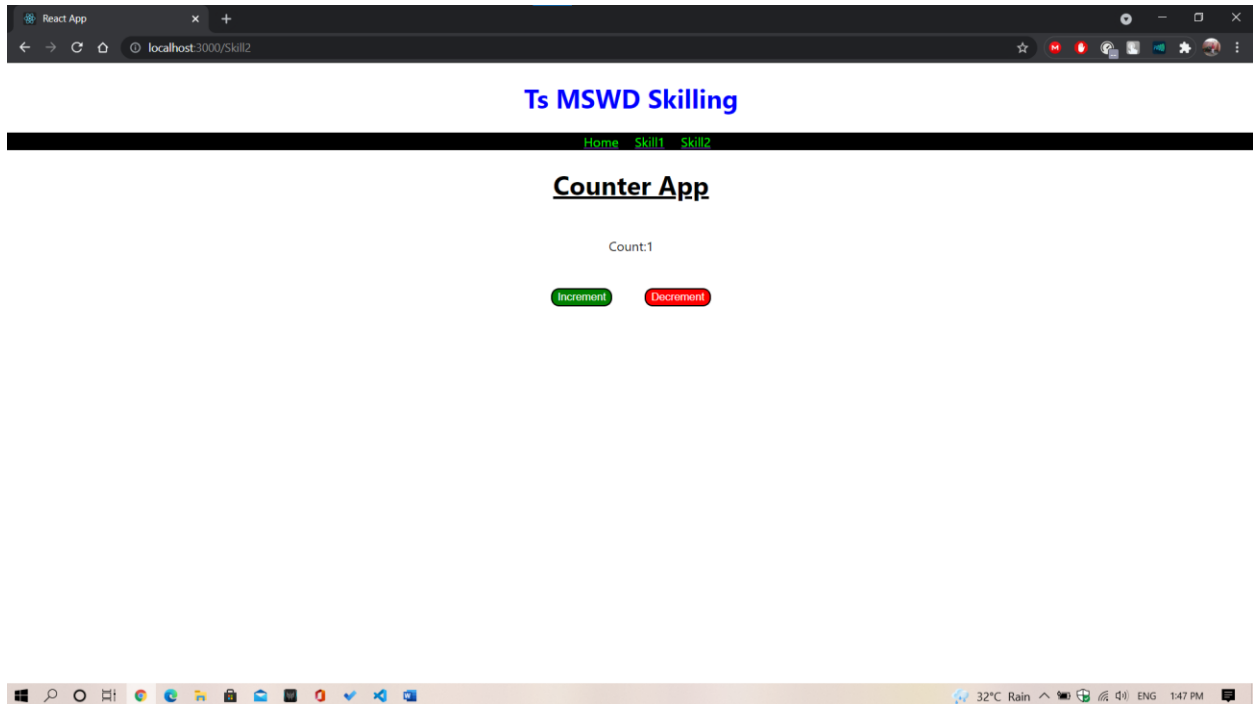 React App
localhost:3000/Skill2
Ts MSWD Skilling
Home Skill1 Skill2
Counter App
Count:1
Increment Decrement
32°C Rain ENG 1:47 PM